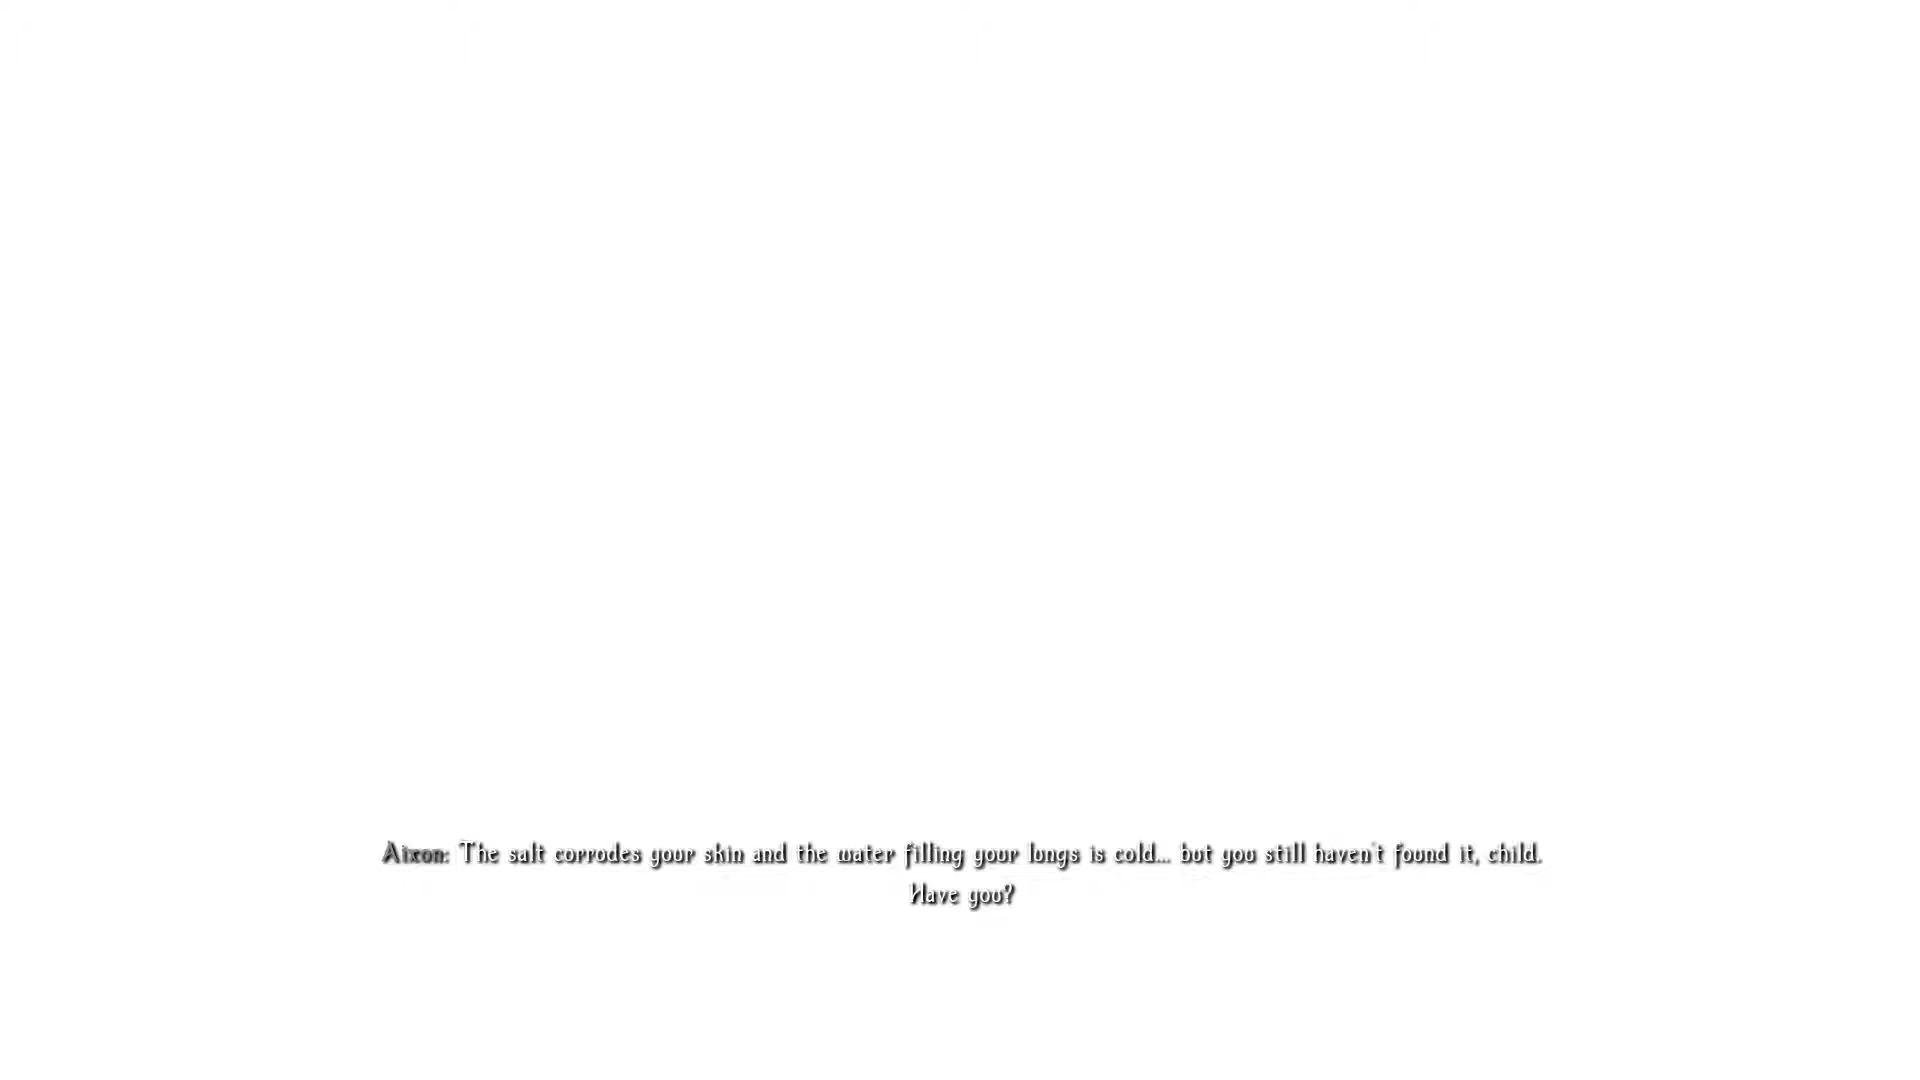 Aixon: The salt corrodes your skin and the water filling your lungs is cold... but you still haven't found it, child.
Have you?